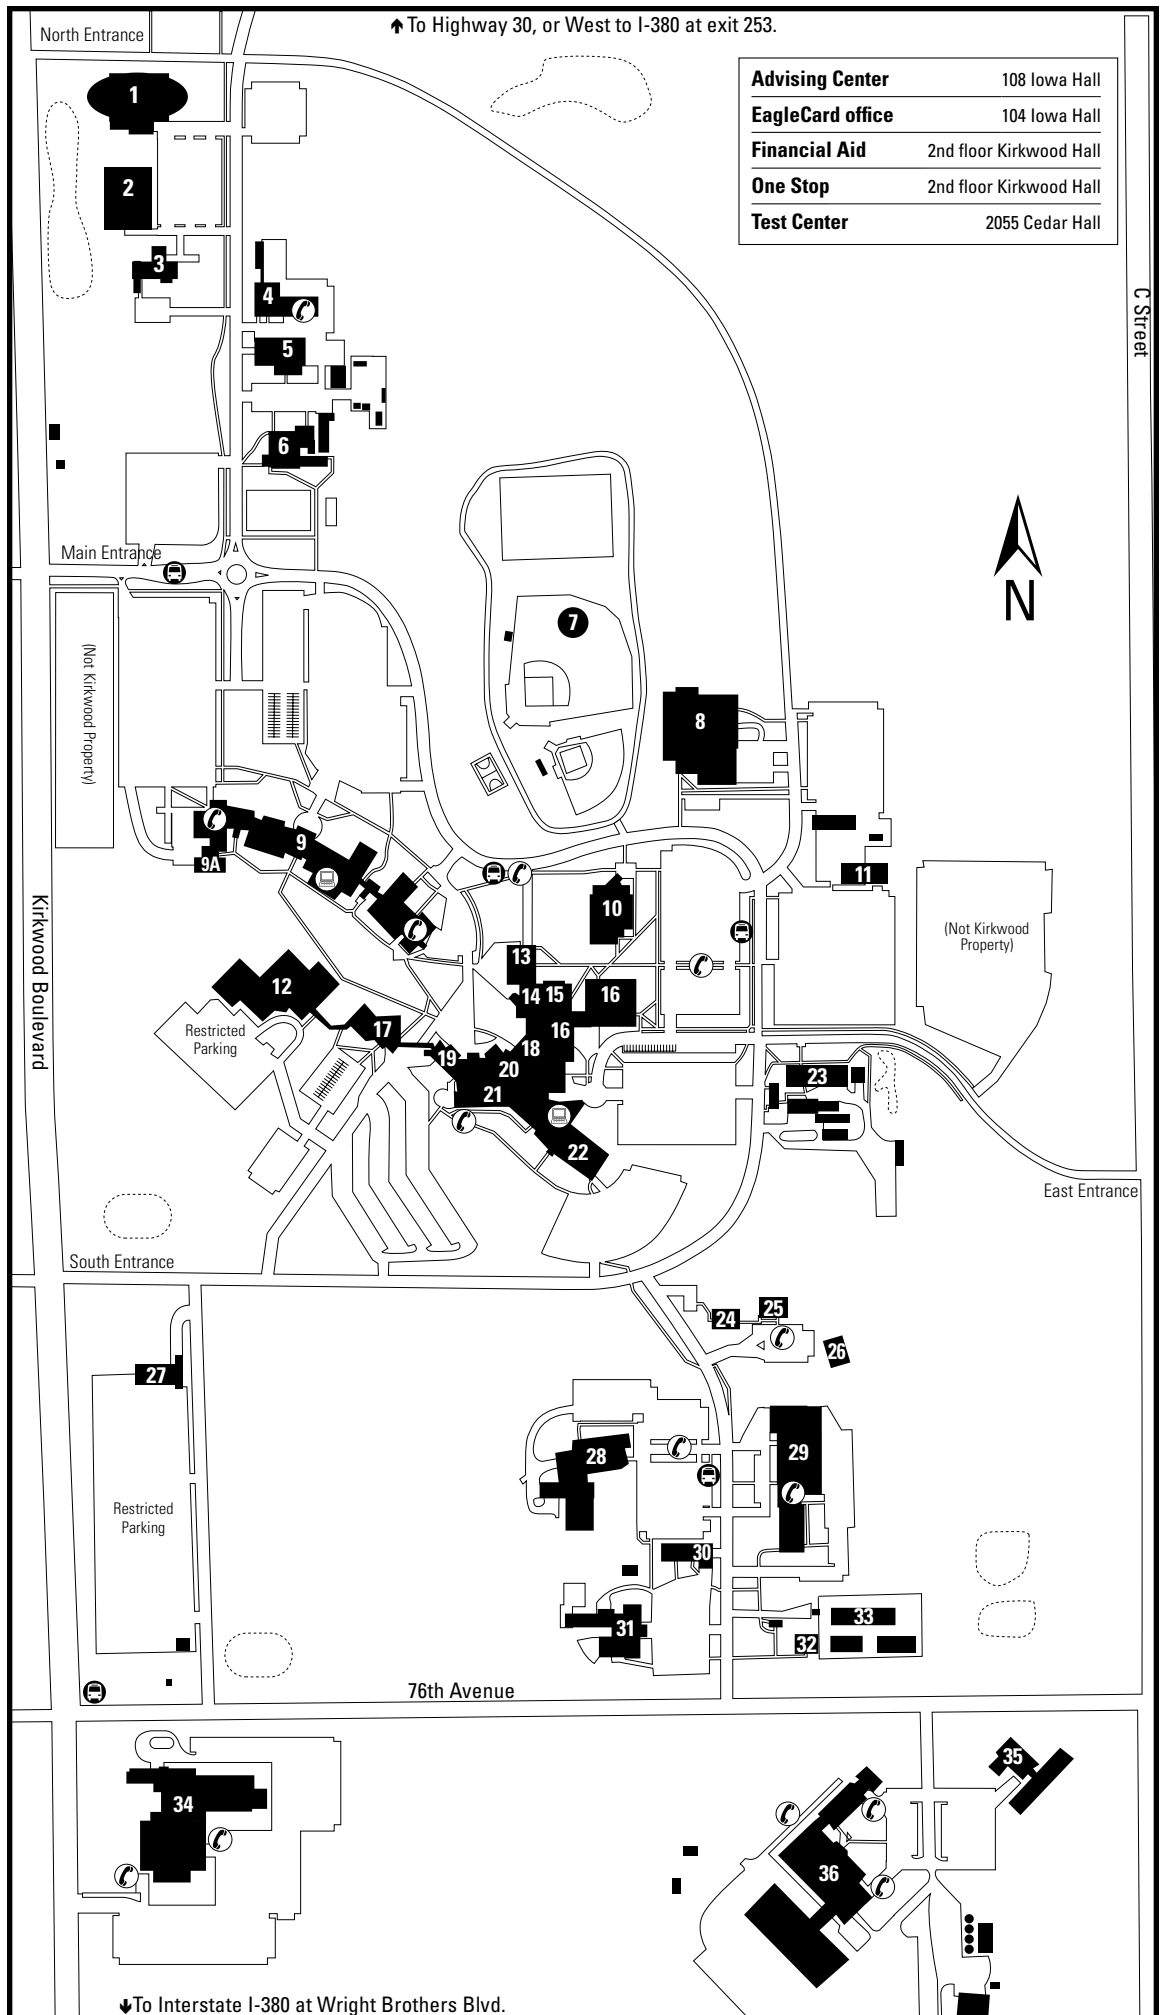 ↑ To Highway 30, or West to I-380 at exit 253.
North Entrance
Advising Center 108 Iowa Hall
EagleCard office 104 Iowa Hall
Financial Aid 2nd floor Kirkwood Hall
One Stop 2nd floor Kirkwood Hall
Test Center 2055 Cedar Hall
1
2
3
4
5
6
C Street
Main Entrance
N
7
(Not Kirkwood Property)
8
9
9A
10
11
Kirkwood Boulevard
(Not Kirkwood
Property)
12
13
14
15
16
16
17
18
19
20
21
22
Restricted
Parking
23
East Entrance
South Entrance
24
25
26
27
28
29
Restricted
Parking
30
31
32
33
76th Avenue
34
35
36
↓To Interstate I-380 at Wright Brothers Blvd.